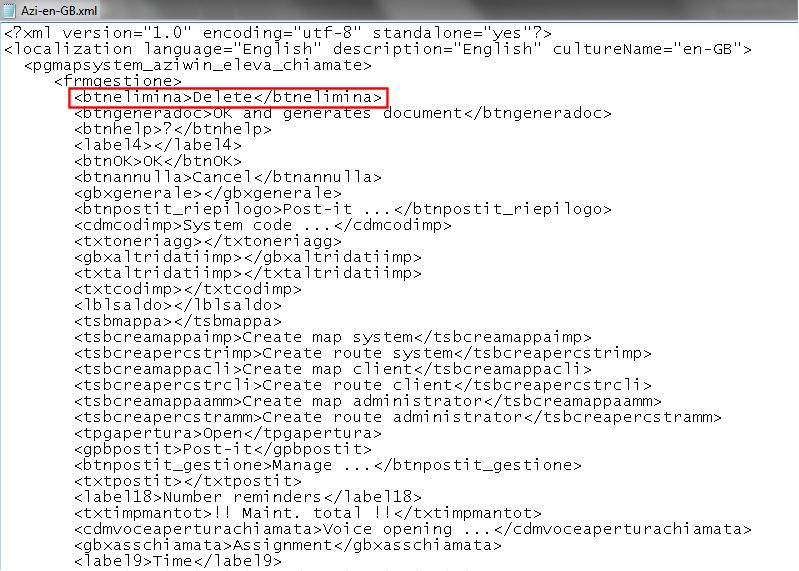 Azi-en-GB.xml
<?xml version="1.0" encoding="utf-8" standalone="yes"?>
<localization language="English" description="English" cultureName="en-GB">
<pgmapsystem_aziwin_eleva_chiamate>
<frmgestione>
<btnelimina>Delete</btnelimina>
<btngeneradoc>OK and generates document</btngeneradoc>
<btnhelp>?</btnhelp>
<label4></label4>
<btnOK>OK</btnOK>
<btnannulla>Cancel</btnannulla>
<gbxgenerale></gbxgenerale>
<btnpostit_riepilogo>Post-it ...</btnpostit_riepilogo>
<cdmcodimp>System code ...</cdmcodimp>
<txtoneriagg></txtoneriagg>
<gbxaltridatiimp></gbxaltridatiimp>
<txtaltridatiimp></txtaltridatiimp>
<txtcodimp></txtcodimp>
<lblsaldo></lblsaldo>
<tsbmappa></tsbmappa>
<tsbcreamappaimp>Create map system</tsbcreamappaimp>
<tsbcreapercstrimp>Create route system</tsbcreapercstrimp>
<tsbcreamappacli>Create map client</tsbcreamappacli>
<tsbcreapercstrcli>Create route client</tsbcreapercstrcli>
<tsbcreamappaamm>Create map administrator</tsbcreamappaamm>
<tsbcreapercstramm>Create route administrator</tsbcreapercstramm>
<tpgapertura>Open</tpgapertura>
<gpbpostit>Post-it</gpbpostit>
<btnpostit_gestione>Manage ...</btnpostit_gestione>
<txtpostit></txtpostit>
<label18>Number reminders</label18>
<txtimpmantot>!! Maint. total !!</txtimpmantot>
<cdmvoceaperturachiamata>Voice opening ...</cdmvoceaperturachiamata>
<gbxasschiamata>Assignment</gbxasschiamata>
<label9>Time</label9>